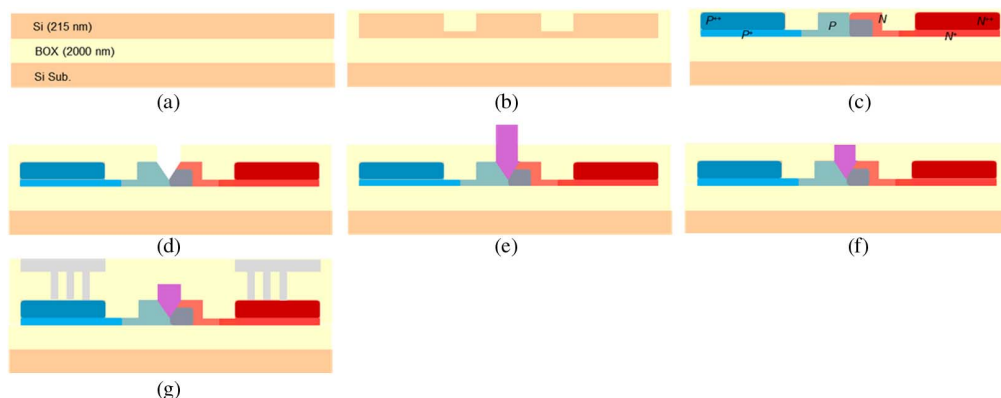 Si (215 nm)
BOX (2000 nm)
Si Sub.
(a)
(b)
P++
P+
P
N
N++
N+
(c)
(d)
(e)
(f)
(g)